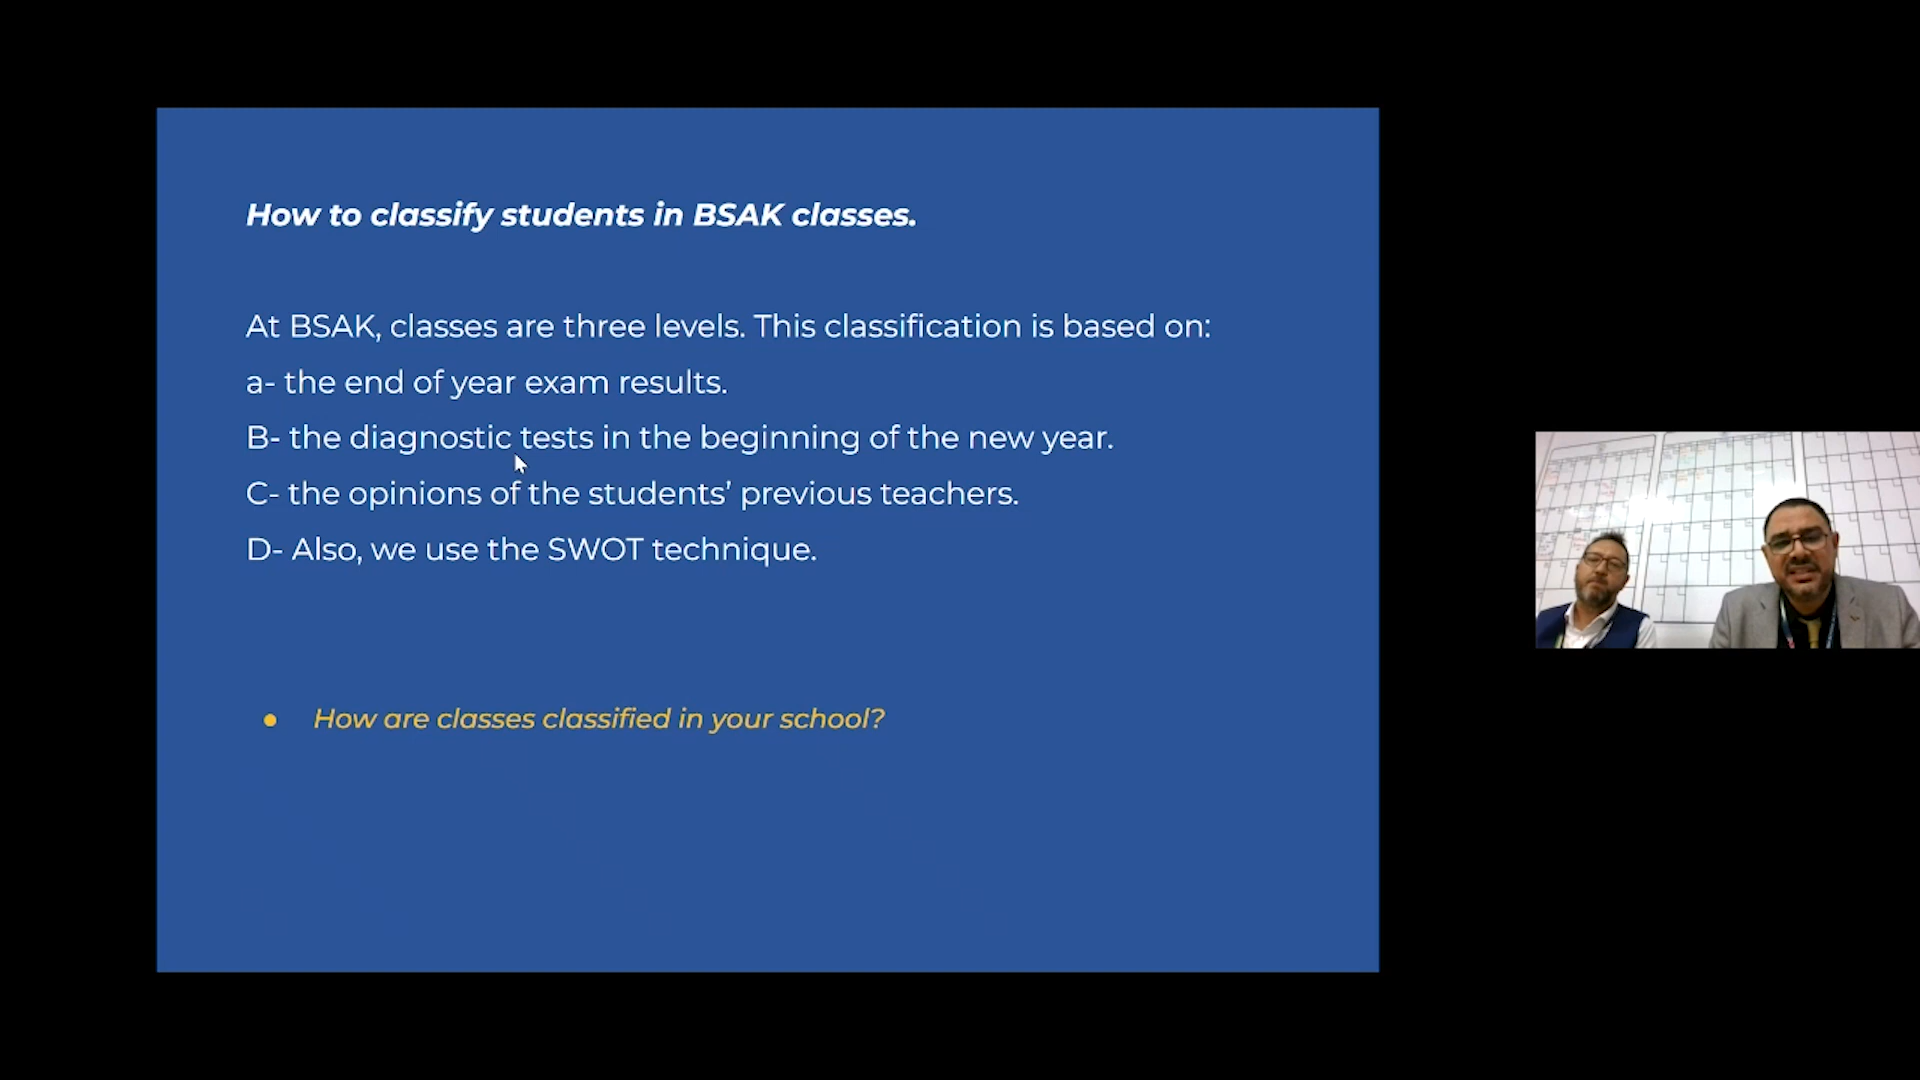 How to classify students in BSAK classes.
At BSAK, classes are three levels. This classification is based on:
a- the end of year exam results.
B- the diagnostic tests in the beginning of the new year.
C- the opinions of the students’ previous teachers.
D- Also, we use the SWOT technique.
● How are classes classified in your school?